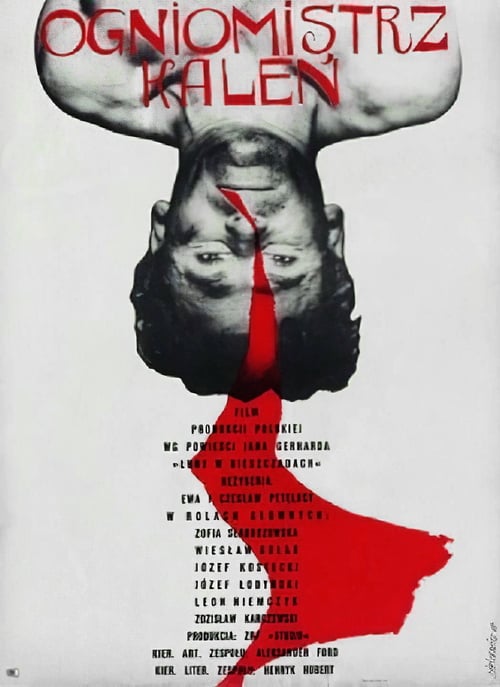 OGNIOMISTRZ
KALEŃ
FILM
PRODUKCJI POLSKIEJ
WG POWIEŚCI JANA GERHARDA
»ŁUNY W BIESZCZADACH«
REŻYSERIA:
EWA I CZESŁAW PETELSCY
W ROLACH GŁÓWNYCH:
ZOFIA SŁABOSZOWSKA
WIESŁAW GOŁAS
JÓZEF KOSTECKI
JÓZEF ŁODYŃSKI
LEON NIEMCZYK
ZDZISŁAW KARCZEWSKI
PRODUKCJA: ZRF »STUDIO«
KIER. ART. ZESPOŁU: ALEKSANDER FORD
KIER. LITER. ZESPOŁU: HENRYK HUBERT